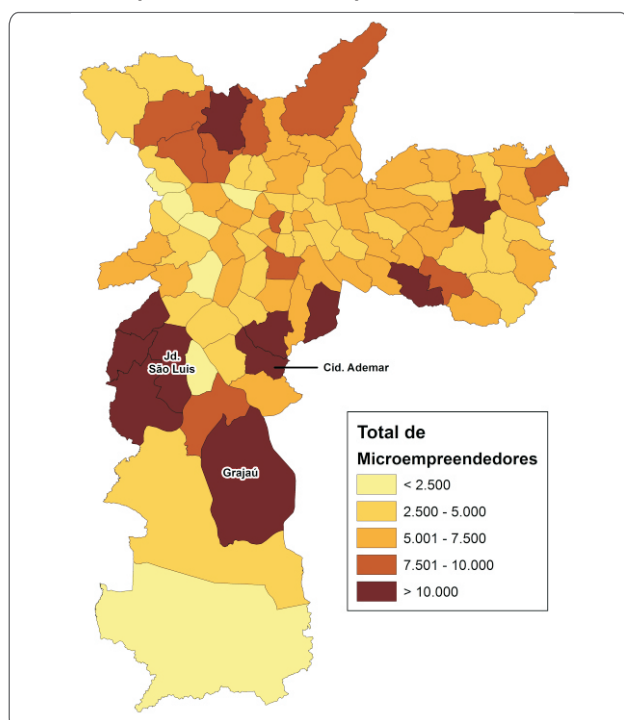 Jd.
São Luis
Cid. Ademar
Grajaú
Total de
Microempreendedores
< 2.500
2.500 - 5.000
5.001 - 7.500
7.501 - 10.000
> 10.000